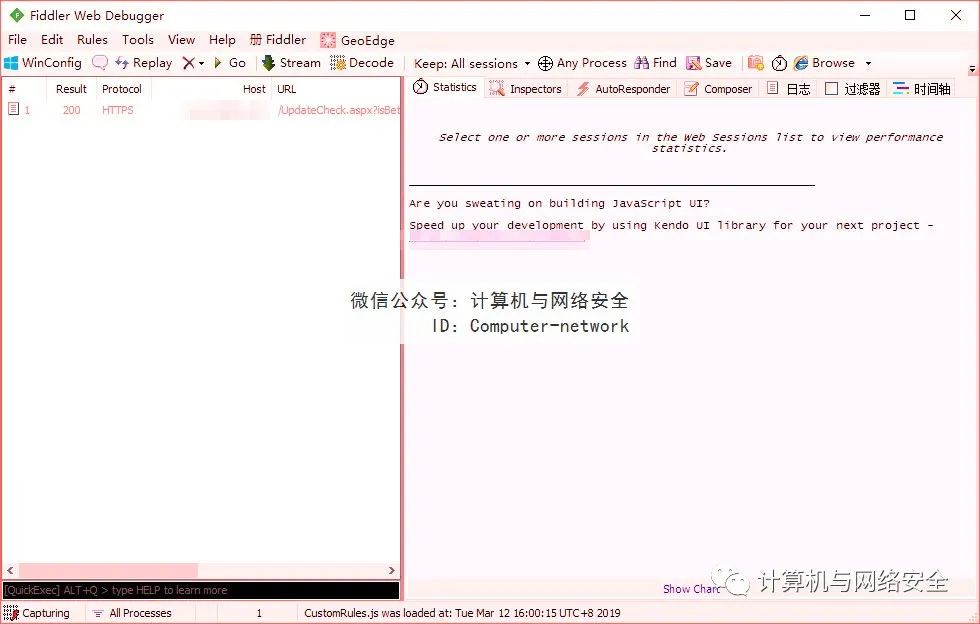 Fiddler Web Debugger
File Edit Rules Tools View Help Fiddler GeoEdge
WinConfig Replay Go Stream Decode Keep: All sessions Any Process Find Save Browse
# Result Protocol Host URL
Statistics Inspectors AutoResponder Composer 日志 过滤器 时间轴
1 200 HTTPS /UpdateCheck.aspx?isBet
Select one or more sessions in the Web Sessions list to view performance
statistics.
Are you sweating on building JavaScript UI?
Speed up your development by using Kendo UI library for your next project -
微信公众号：计算机与网络安全
ID：Computer-network
[QuickExec] ALT+Q > type HELP to learn more
Show Chart
计算机与网络安全
Capturing All Processes 1 CustomRules.js was loaded at: Tue Mar 12 16:00:15 UTC+8 2019